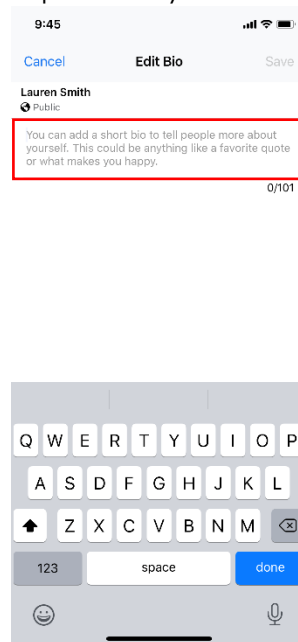 9:45
Cancel Edit Bio Save
Lauren Smith
Public
You can add a short bio to tell people more about
yourself. This could be anything like a favorite quote
or what makes you happy.
0/101
Q W E R T Y U I O P
A S D F G H J K L
Z X C V B N M
123 space done